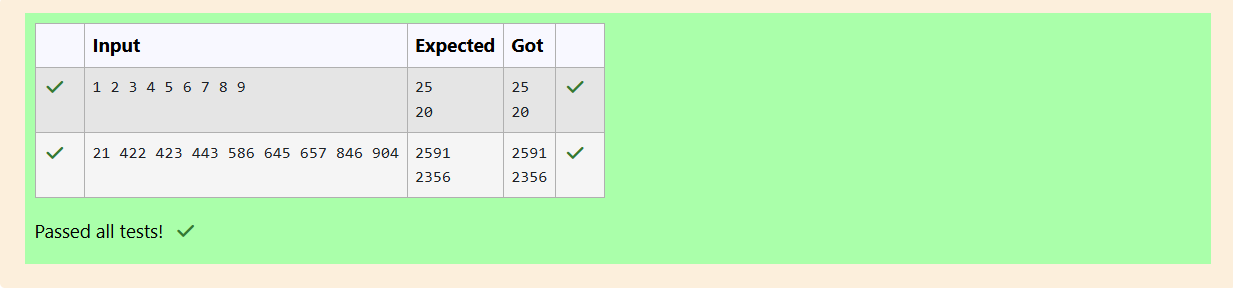 Input Expected Got
1 2 3 4 5 6 7 8 9 25 25
20 20
21 422 423 443 586 645 657 846 904 2591 2591
2356 2356
Passed all tests!